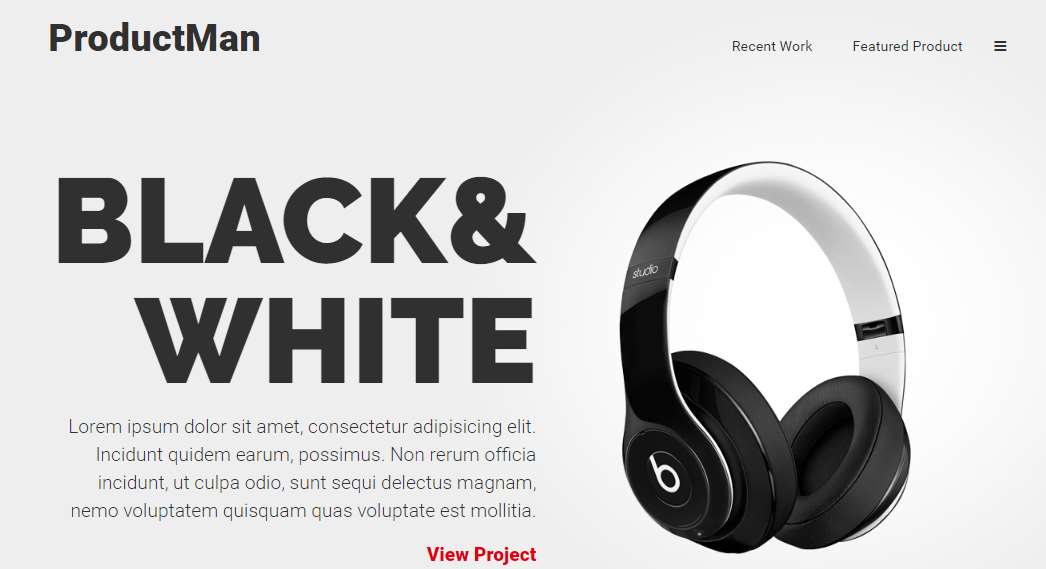 ProductMan
Recent Work
Featured Product
BLACK&
WHITE
Lorem ipsum dolor sit amet, consectetur adipisicing elit.
Incidunt quidem earum, possimus. Non rerum officia
incidunt, ut culpa odio, sunt sequi delectus magnam,
nemo voluptatem quisquam quas voluptate est mollitia.
View Project
studio
b